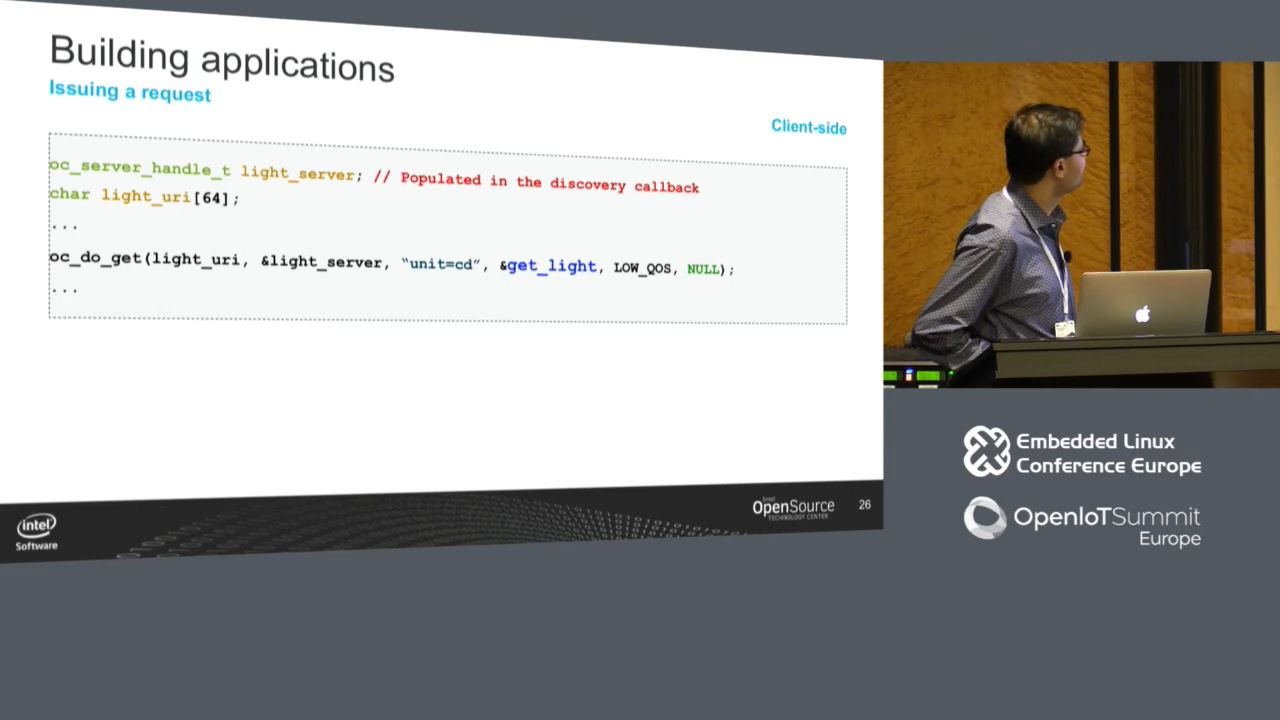 Building applications
Issuing a request
Client-side
oc_server_handle_t light_server; // Populated in the discovery callback
char light_uri[64];
...
oc_do_get(light_uri, &light_server, “unit=cd”, &get_light, LOW_QOS, NULL);
...
intel
Software
Intel
OpenSource
TECHNOLOGY CENTER
26
Embedded Linux
Conference Europe
OpenIoTSummit
Europe